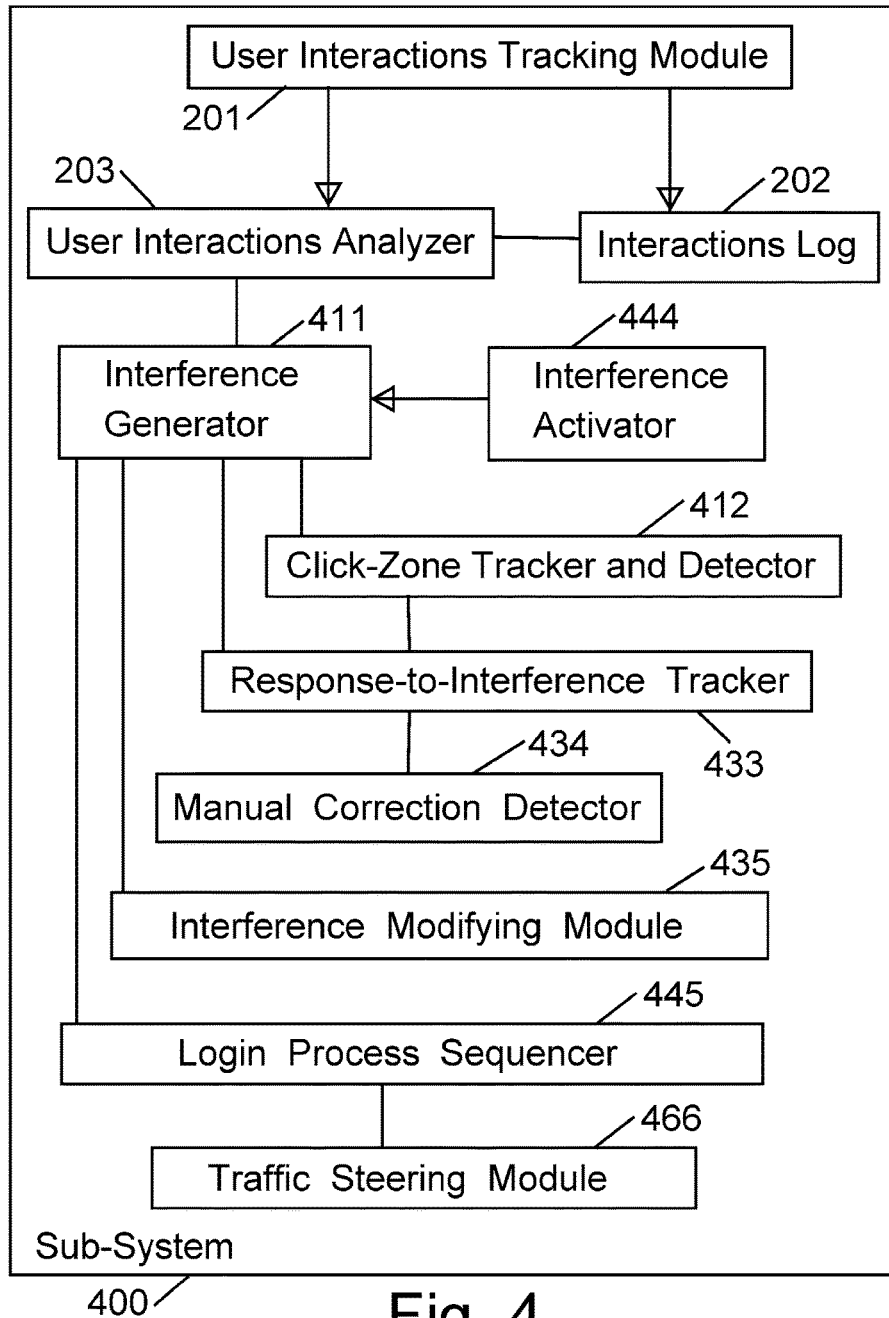 User Interactions Tracking Module
201
203
202
User Interactions Analyzer
Interactions Log
411
444
Interference
Generator
Interference
Activator
412
Click-Zone Tracker and Detector
Response-to-Interference Tracker
433
434
Manual Correction Detector
435
Interference Modifying Module
445
Login Process Sequencer
466
Traffic Steering Module
Sub-System
400
Fig. 4